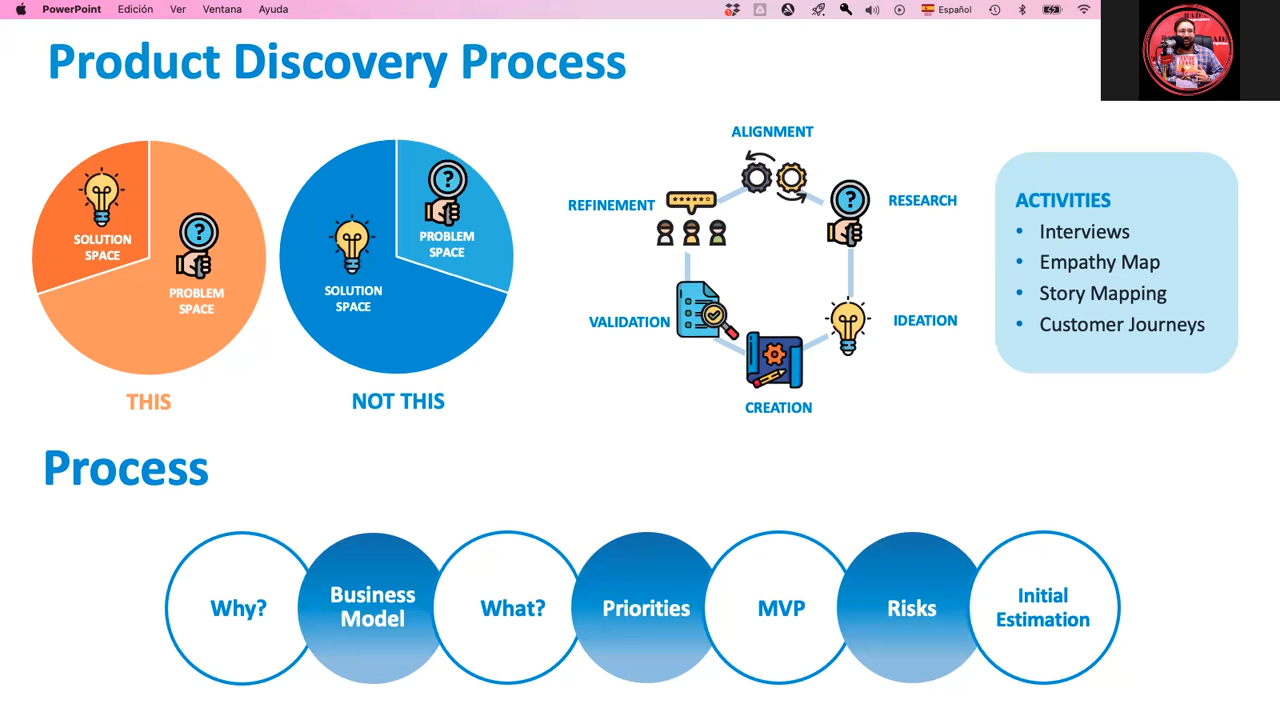 PowerPoint Edición Ver Ventana Ayuda Español
Product Discovery Process
SOLUTION
SPACE
PROBLEM
SPACE
THIS
PROBLEM
SPACE
SOLUTION
SPACE
NOT THIS
ALIGNMENT
RESEARCH
IDEATION
CREATION
VALIDATION
REFINEMENT
ACTIVITIES
• Interviews
• Empathy Map
• Story Mapping
• Customer Journeys
Process
Why?
Business
Model
What?
Priorities
MVP
Risks
Initial
Estimation